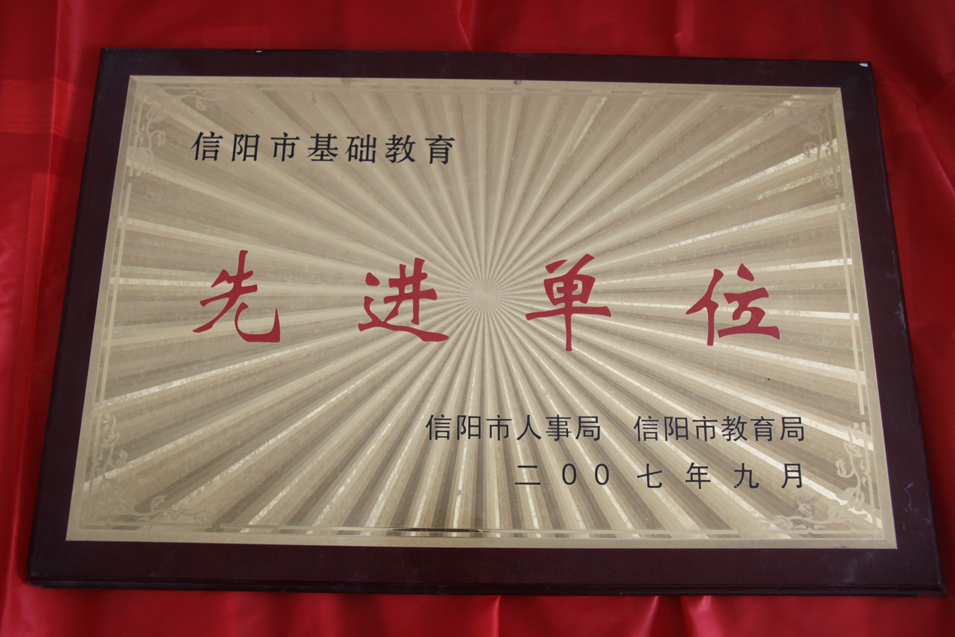 信阳市基础教育
先进单位
信阳市人事局 信阳市教育局
二00七年九月